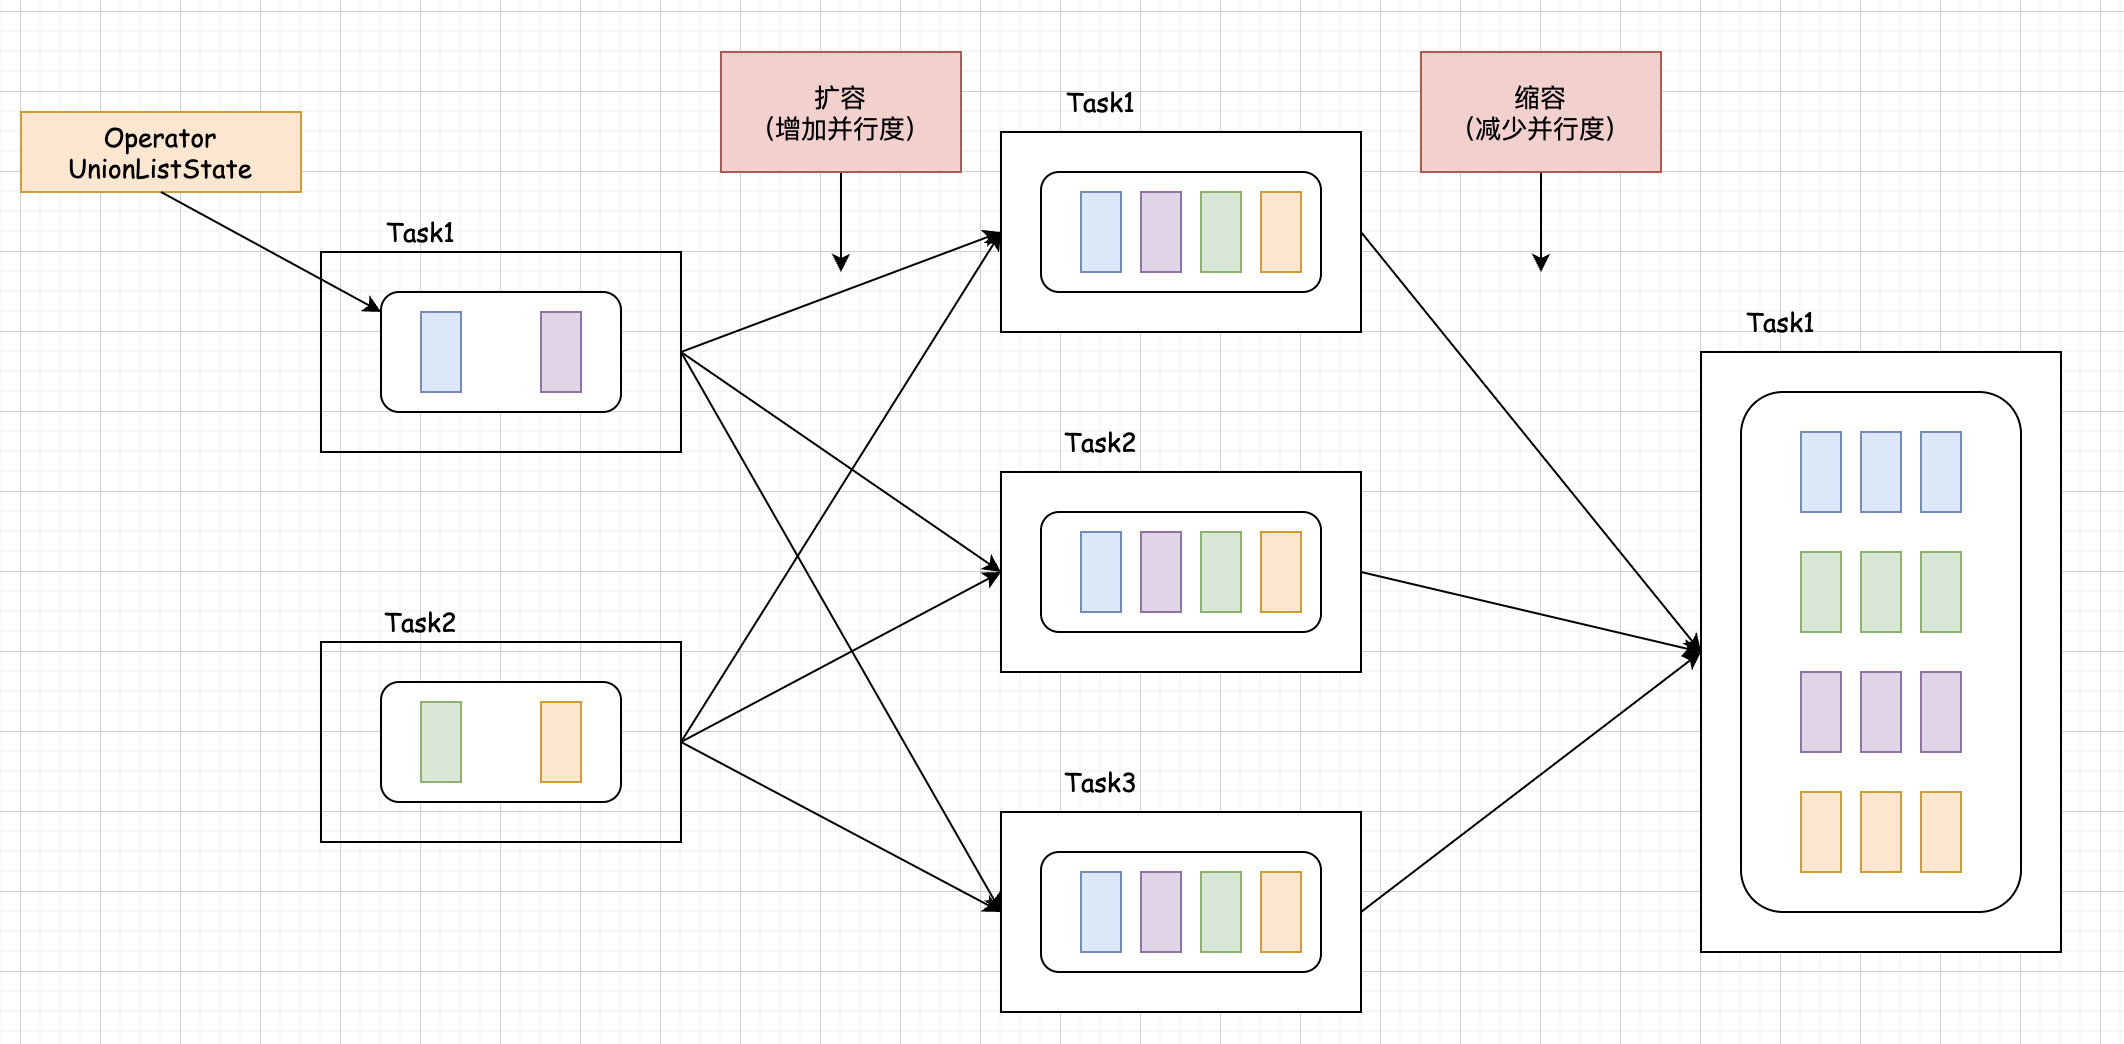 Operator
UnionListState
扩容
（增加并行度）
缩容
（减少并行度）
Task1
Task2
Task1
Task2
Task3
Task1